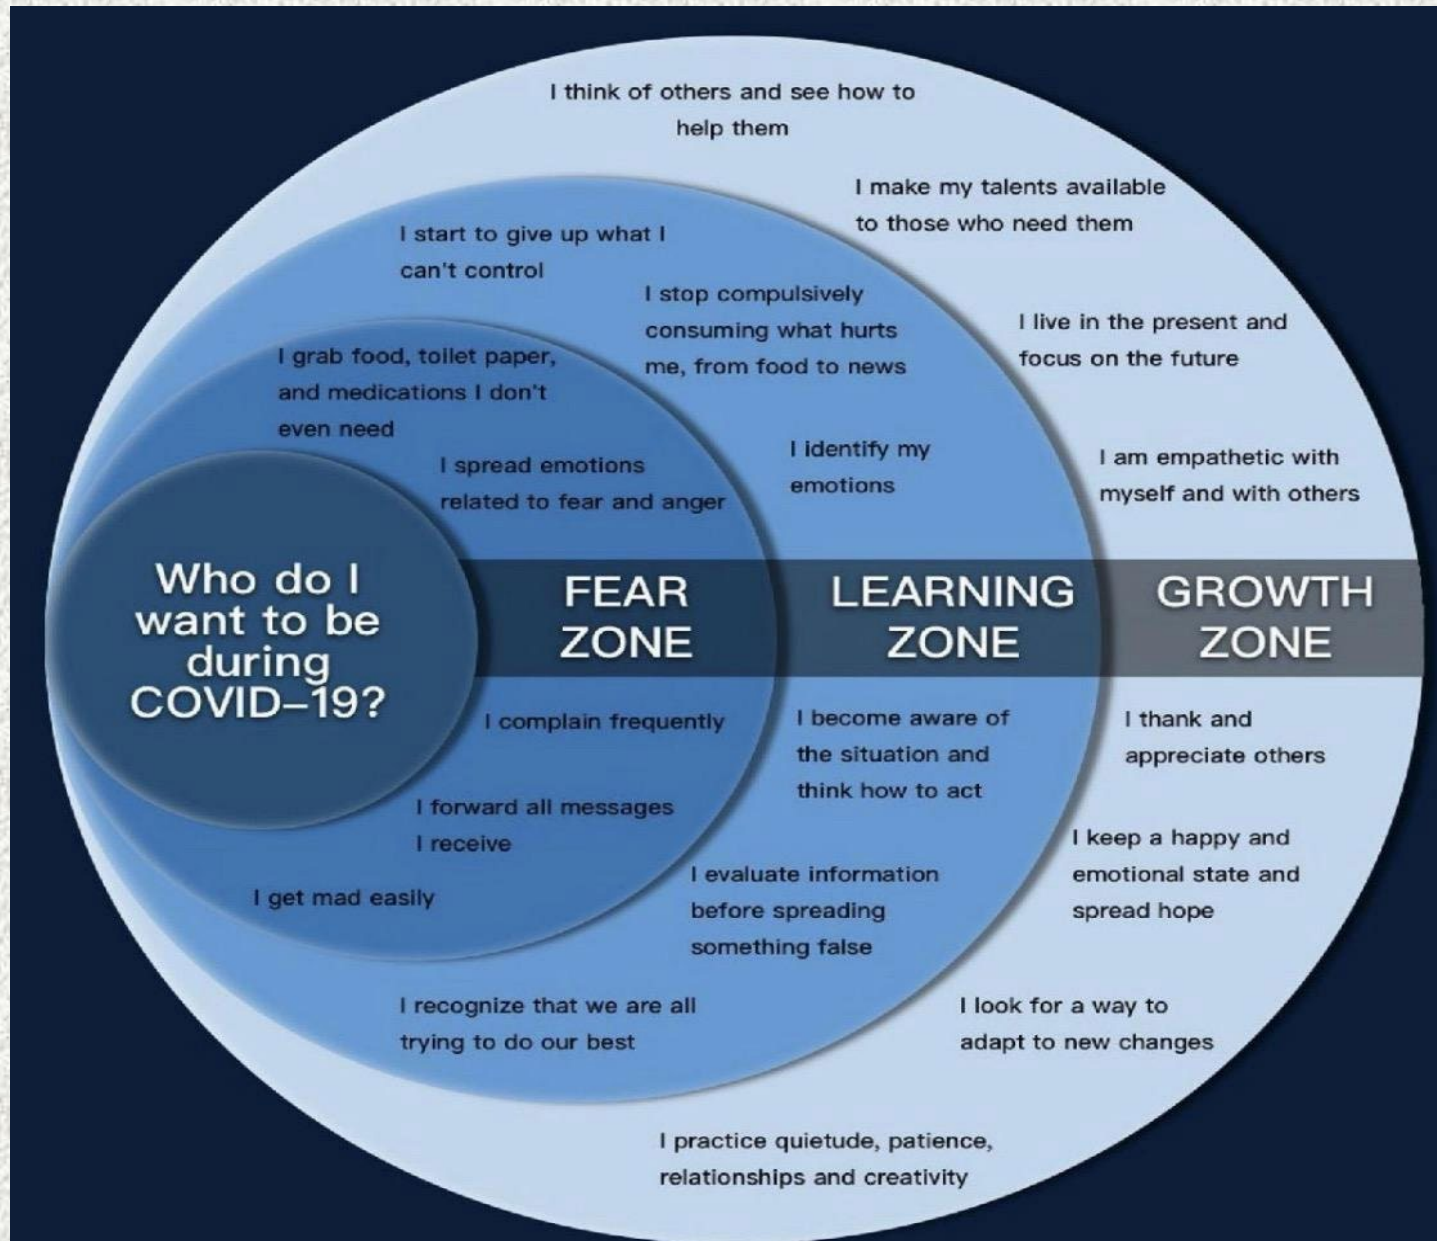 I think of others and see how to
help them
I make my talents available
to those who need them
I start to give up what I
can't control
I stop compulsively
consuming what hurts
me, from food to news
I live in the present and
focus on the future
I grab food, toilet paper,
and medications I don't
even need
I spread emotions
related to fear and anger
I identify my
emotions
I am empathetic with
myself and with others
Who do I
want to be
during
COVID–19?
FEAR
ZONE
LEARNING
ZONE
GROWTH
ZONE
I complain frequently
I become aware of
the situation and
think how to act
I thank and
appreciate others
I forward all messages
I receive
I keep a happy and
emotional state and
spread hope
I get mad easily
I evaluate information
before spreading
something false
I recognize that we are all
trying to do our best
I look for a way to
adapt to new changes
I practice quietude, patience,
relationships and creativity